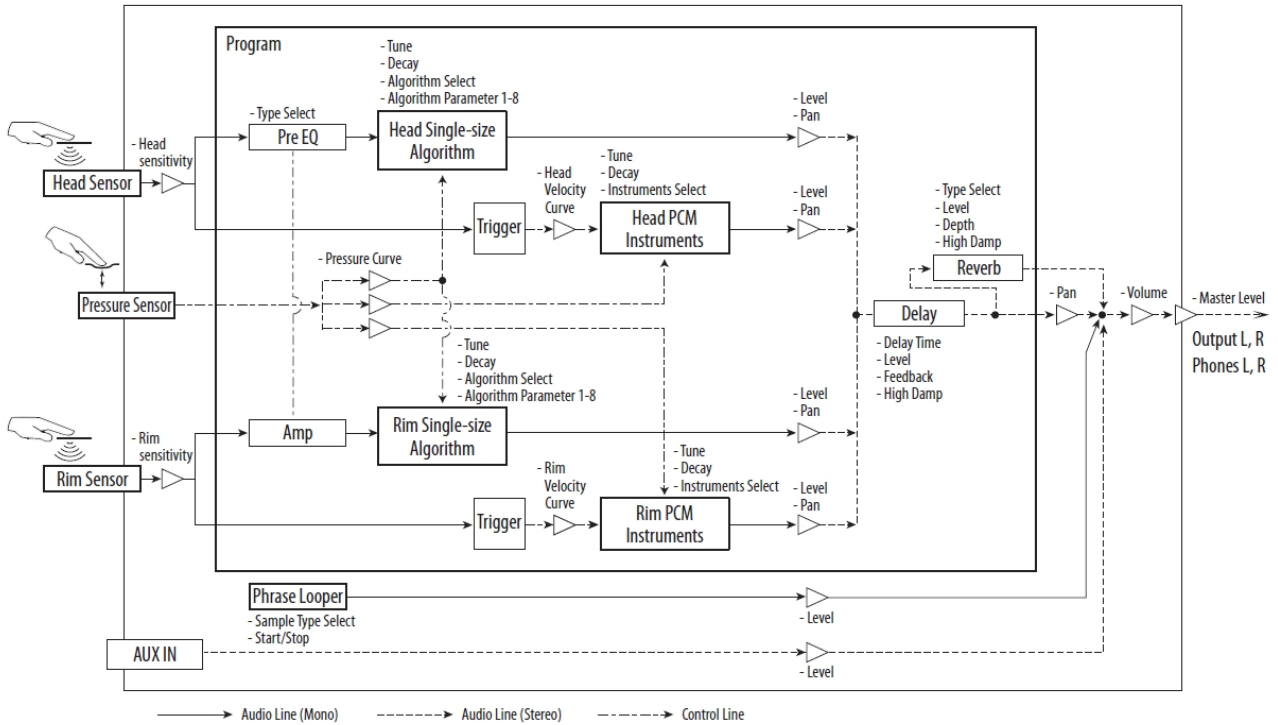 Program
- Tune
- Decay
- Algorithm Select
- Algorithm Parameter 1-8
- Type Select
Pre EQ
Head Single-size
Algorithm
- Level
- Pan
- Head
sensitivity
Head Sensor
- Head
Velocity
Curve
- Tune
- Decay
- Instruments Select
Trigger
Head PCM
Instruments
- Level
- Pan
- Type Select
- Level
- Depth
- High Damp
Reverb
- Pressure Curve
Pressure Sensor
Delay
- Pan
- Volume
- Master Level
Output L, R
Phones L, R
- Delay Time
- Level
- Feedback
- High Damp
- Tune
- Decay
- Algorithm Select
- Algorithm Parameter 1-8
Amp
Rim Single-size
Algorithm
- Level
- Pan
- Rim
sensitivity
Rim Sensor
- Rim
Velocity
Curve
- Tune
- Decay
- Instruments Select
Trigger
Rim PCM
Instruments
- Level
- Pan
Phrase Looper
- Sample Type Select
- Start/Stop
- Level
AUX IN
- Level
Audio Line (Mono)
Audio Line (Stereo)
Control Line